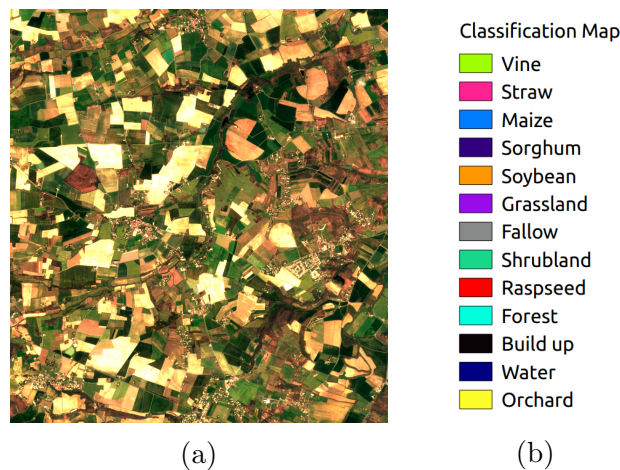 Classification Map
Vine
Straw
Maize
Sorghum
Soybean
Grassland
Fallow
Shrubland
Raspseed
Forest
Build up
Water
Orchard
(a)
(b)